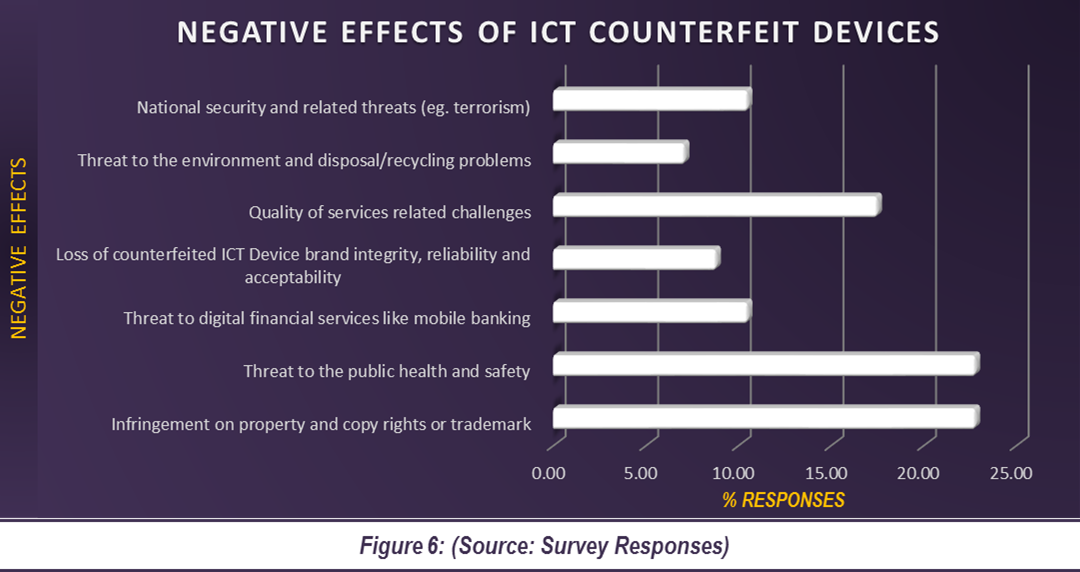 NEGATIVE EFFECTS OF ICT COUNTERFEIT DEVICES
NEGATIVE EFFECTS
National security and related threats (eg. terrorism)
Threat to the environment and disposal/recycling problems
Quality of services related challenges
Loss of counterfeited ICT Device brand integrity, reliability and
acceptability
Threat to digital financial services like mobile banking
Threat to the public health and safety
Infringement on property and copy rights or trademark
0.00 5.00 10.00 15.00 20.00 25.00
% RESPONSES
Figure 6: (Source: Survey Responses)